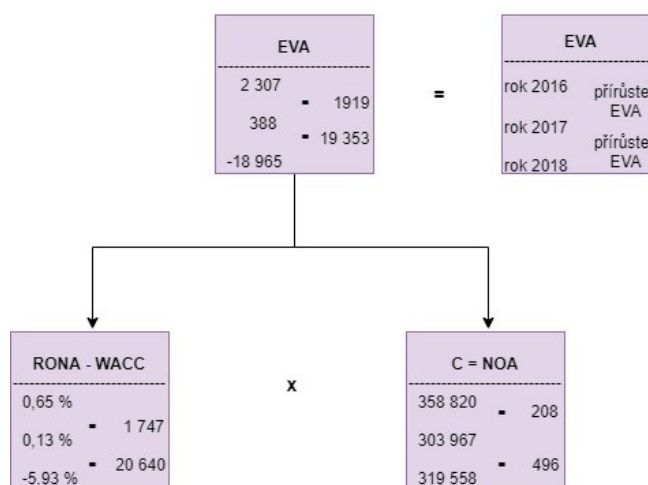 EVA
2 307
- 1919
388
- 19 353
-18 965
=
EVA
rok 2016
přírůste
EVA
rok 2017
přírůste
EVA
rok 2018
RONA - WACC
0,65 %
- 1 747
0,13 %
- 20 640
-5,93 %
x
C = NOA
358 820
- 208
303 967
- 496
319 558